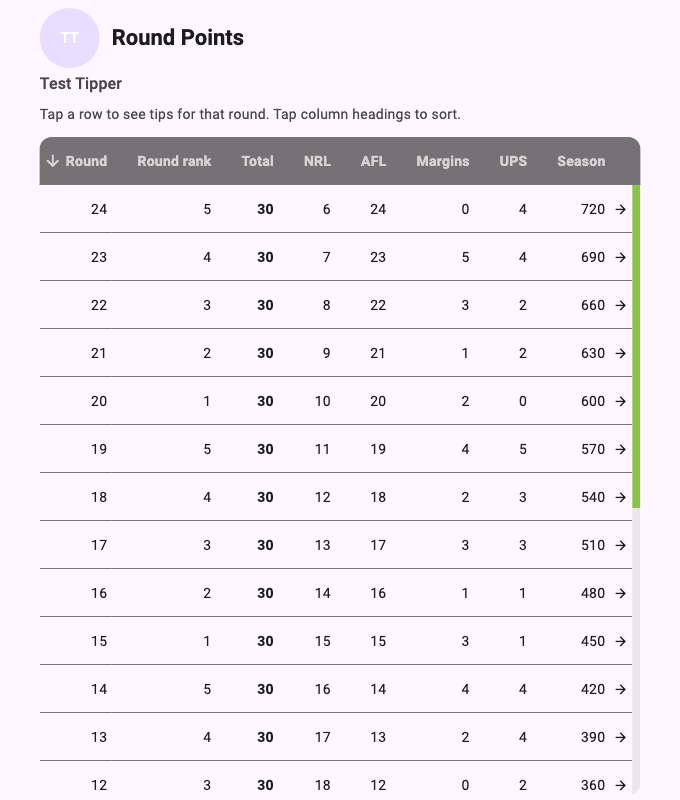 TT
Round Points
Test Tipper
Tap a row to see tips for that round. Tap column headings to sort.
↓ Round Round rank Total NRL AFL Margins UPS Season
24 5 30 6 24 0 4 720 →
23 4 30 7 23 5 4 690 →
22 3 30 8 22 3 2 660 →
21 2 30 9 21 1 2 630 →
20 1 30 10 20 2 0 600 →
19 5 30 11 19 4 5 570 →
18 4 30 12 18 2 3 540 →
17 3 30 13 17 3 3 510 →
16 2 30 14 16 1 1 480 →
15 1 30 15 15 3 1 450 →
14 5 30 16 14 4 4 420 →
13 4 30 17 13 2 4 390 →
12 3 30 18 12 0 2 360 →